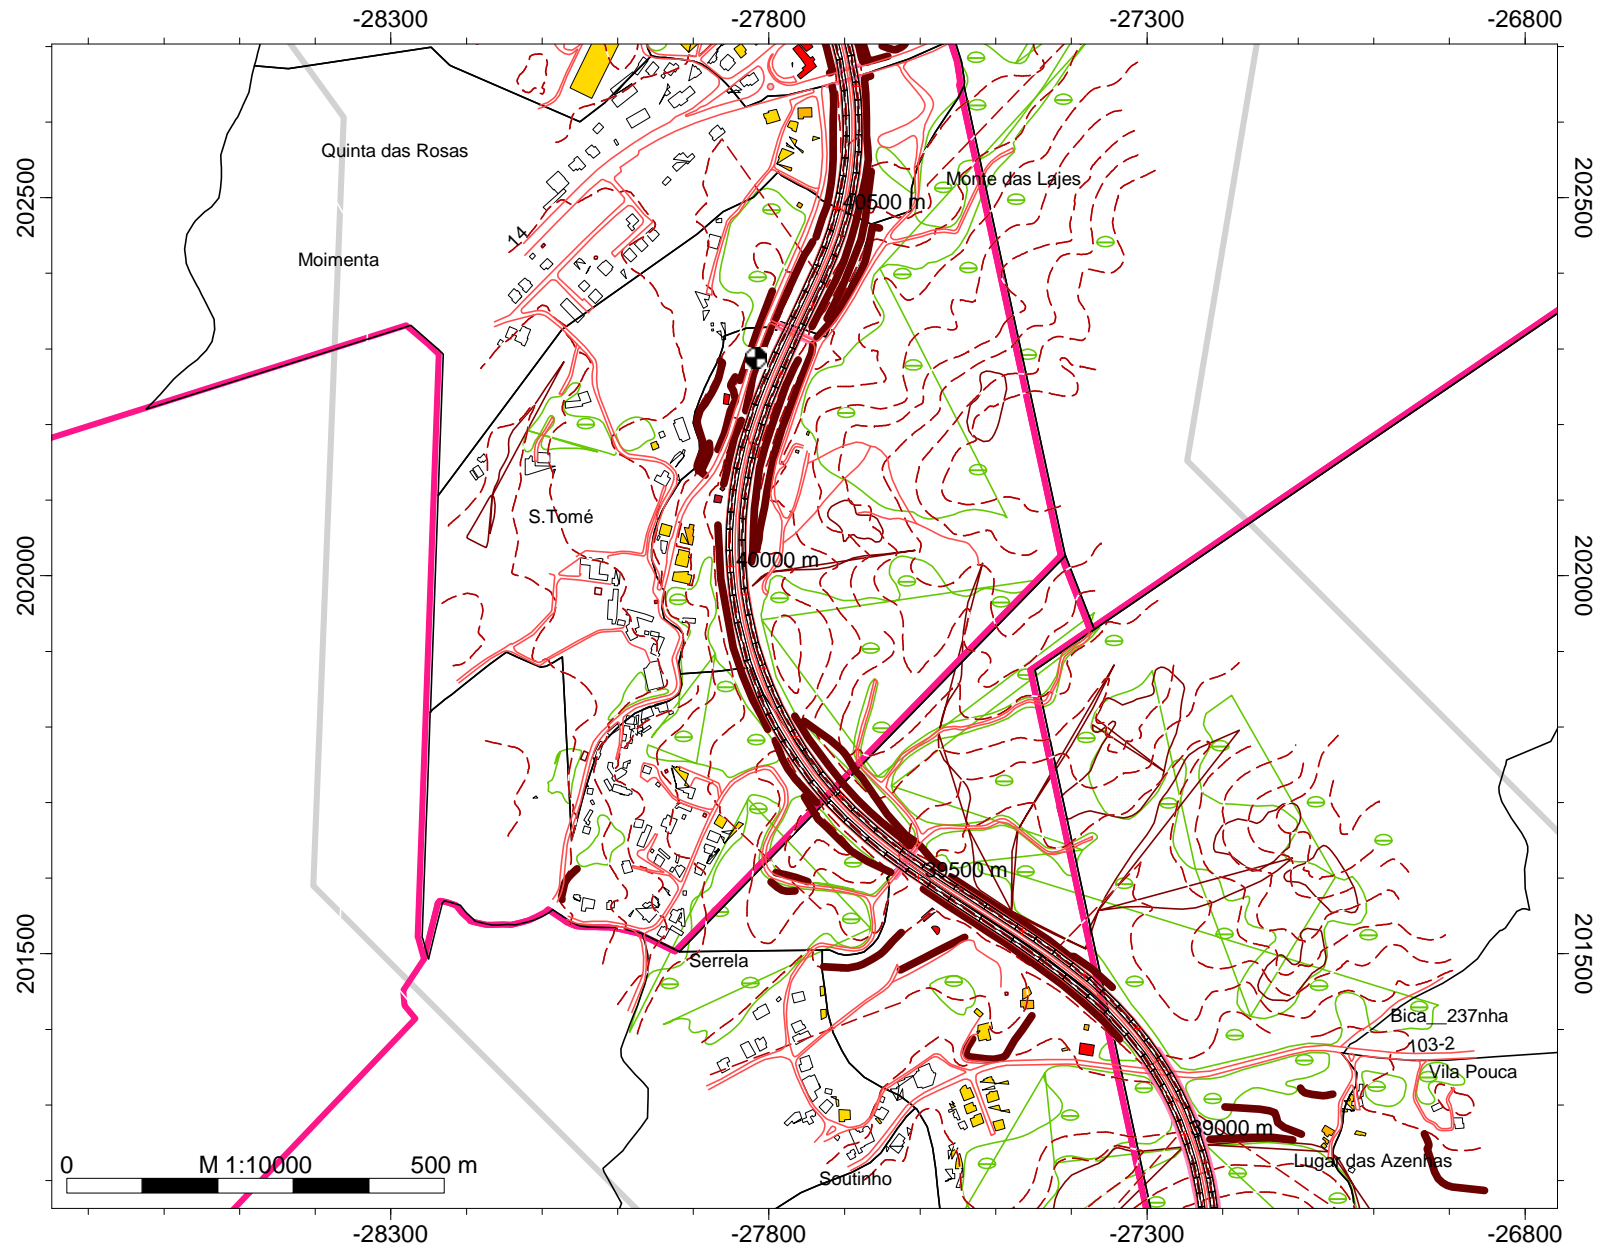 -28300 -27800 -27300 -26800
Quinta das Rosas
202500
Monte das Lajes
202500
40500 m
14
Moimenta
S.Tomé
40000 m
202000
202000
39500 m
201500
Serrela
201500
Bica__237nha
103-2
Vila Pouca
39000 m
Lugar das Azenhas
0 M 1:10000 500 m
Soutinho
-28300 -27800 -27300 -26800